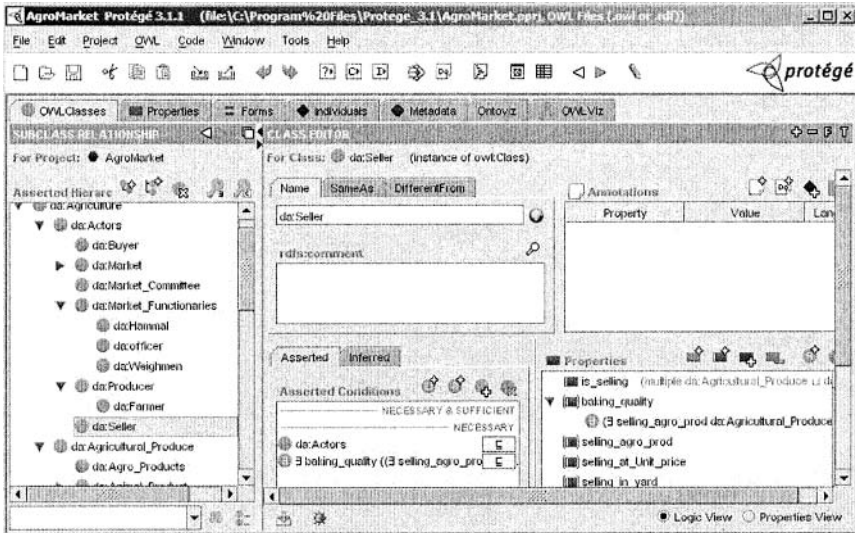 AgroMarket Protégé 3.1.1 (file:\C:\Program%20Files\Protege_3.1\AgroMarket.pprj, OWL Files (.owl or .rdf))
File Edit Project OWL Code Window Tools Help
protégé
OWLClasses Properties Forms Individuals Metadata Ontoviz OWLViz
SUBCLASS RELATIONSHIP
CLASS EDITOR
For Project: AgroMarket
For Class: da:Seller (instance of owl:Class)
Asserted Hierarc
Name SameAs DifferentFrom
Annotations
Property Value Lan
da:Seller
rdfs:comment
da:Agriculture
da:Actors
da:Buyer
da:Market
da:Market_Committee
da:Market_Functionaries
da:Hammal
da:officer
da:Weighmen
da:Producer
da:Farmer
da:Seller
da:Agricultural_Produce
da:Agro_Products
da:Animal_Product
Asserted Inferred
Asserted Conditions
NECESSARY & SUFFICIENT
NECESSARY
da:Actors
∃ baking_quality ((∃ selling_agro_pro
Properties
is_selling (multiple da:Agricultural_Produce ⊔ d
baking_quality
(∃ selling_agro_prod da:Agricultural_Produce
selling_agro_prod
selling_at_Unit_price
selling_in_yard
Logic View Properties View